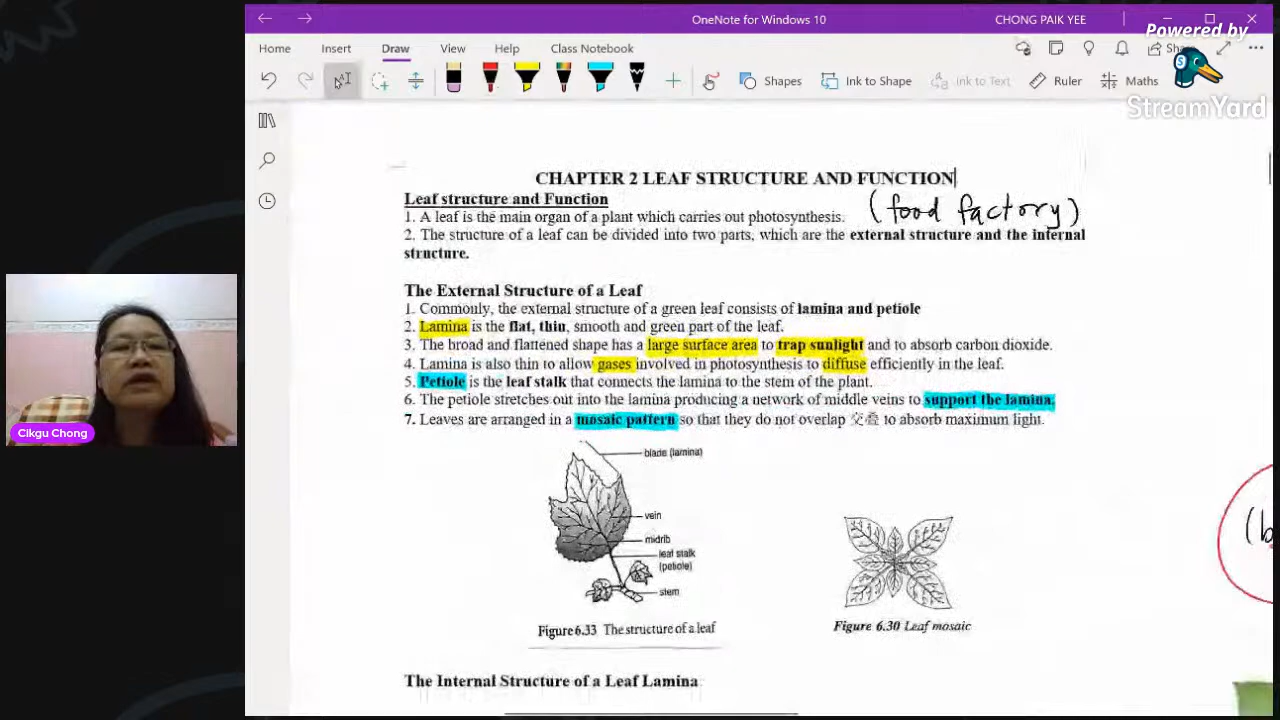 OneNote for Windows 10
CHONG PAIK YEE
Powered by
StreamYard
Home Insert Draw View Help Class Notebook
Share
Shapes Ink to Shape Ink to Text Ruler Maths
CHAPTER 2 LEAF STRUCTURE AND FUNCTION
Leaf structure and Function
1. A leaf is the main organ of a plant which carries out photosynthesis. (food factory)
2. The structure of a leaf can be divided into two parts, which are the external structure and the internal
structure.
The External Structure of a Leaf
1. Commonly, the external structure of a green leaf consists of lamina and petiole
2. Lamina is the flat, thin, smooth and green part of the leaf.
3. The broad and flattened shape has a large surface area to trap sunlight and to absorb carbon dioxide.
4. Lamina is also thin to allow gases involved in photosynthesis to diffuse efficiently in the leaf.
5. Petiole is the leaf stalk that connects the lamina to the stem of the plant.
6. The petiole stretches out into the lamina producing a network of middle veins to support the lamina.
7. Leaves are arranged in a mosaic pattern so that they do not overlap 交叠 to absorb maximum light.
Cikgu Chong
blade (lamina)
vein
midrib
leaf stalk
(petiole)
stem
(b
Figure 6.33 The structure of a leaf
Figure 6.30 Leaf mosaic
The Internal Structure of a Leaf Lamina